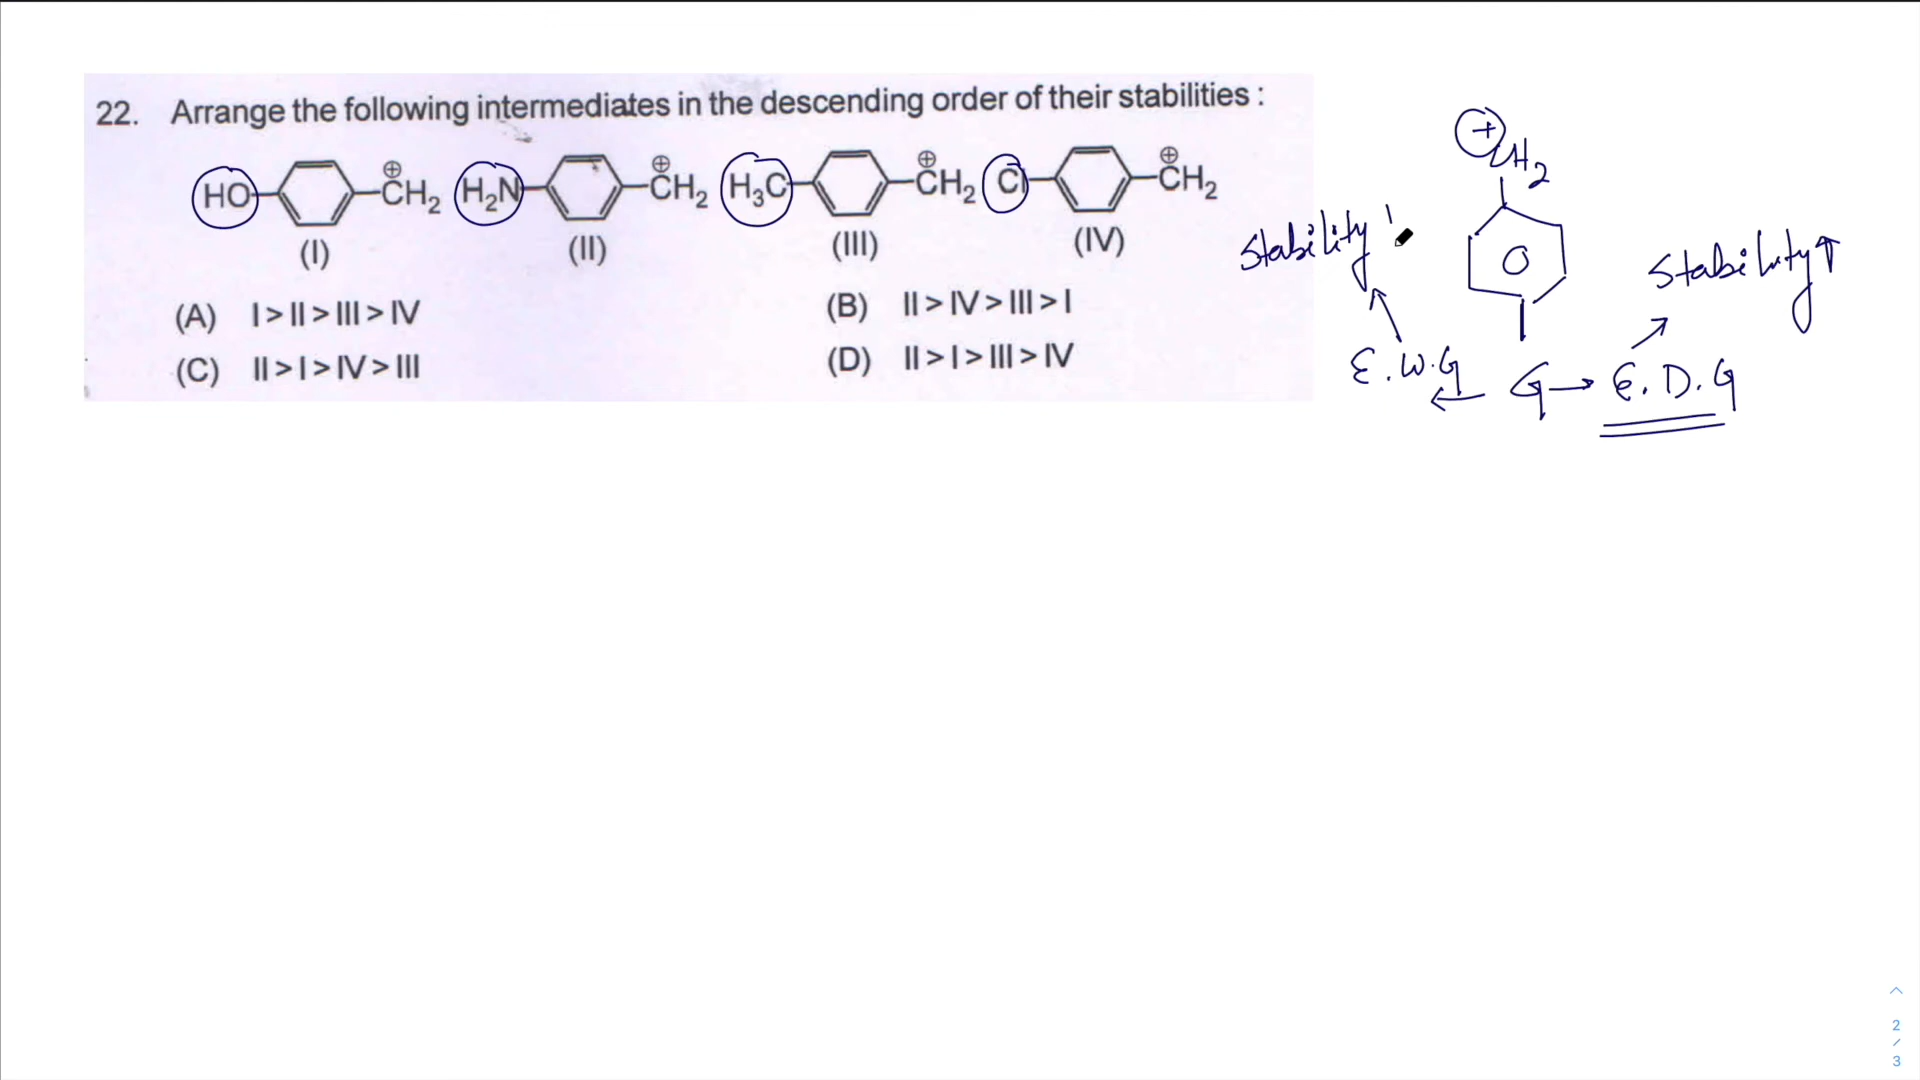 22. Arrange the following intermediates in the descending order of their stabilities :
HO CH2 H2N CH2 H3C CH2 Cl CH2
⊕ ⊕ ⊕ ⊕
(I) (II) (III) (IV)
(A) I > II > III > IV (B) II > IV > III > I
(C) II > I > IV > III (D) II > I > III > IV
+
CH2
Stability
Stability↑
E.W.G ← G → E.D.G
2
/
3